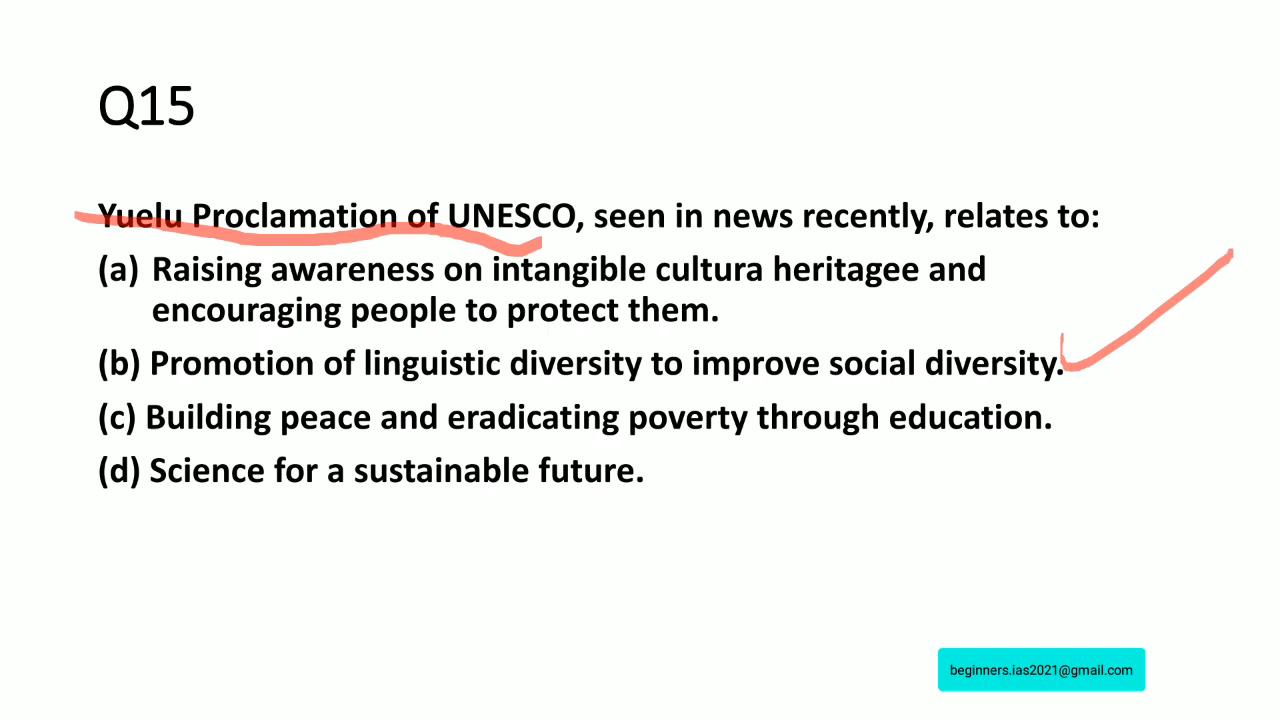 Q15
Yuelu Proclamation of UNESCO, seen in news recently, relates to:
(a) Raising awareness on intangible cultura heritagee and
encouraging people to protect them.
(b) Promotion of linguistic diversity to improve social diversity.
(c) Building peace and eradicating poverty through education.
(d) Science for a sustainable future.
beginners.ias2021@gmail.com